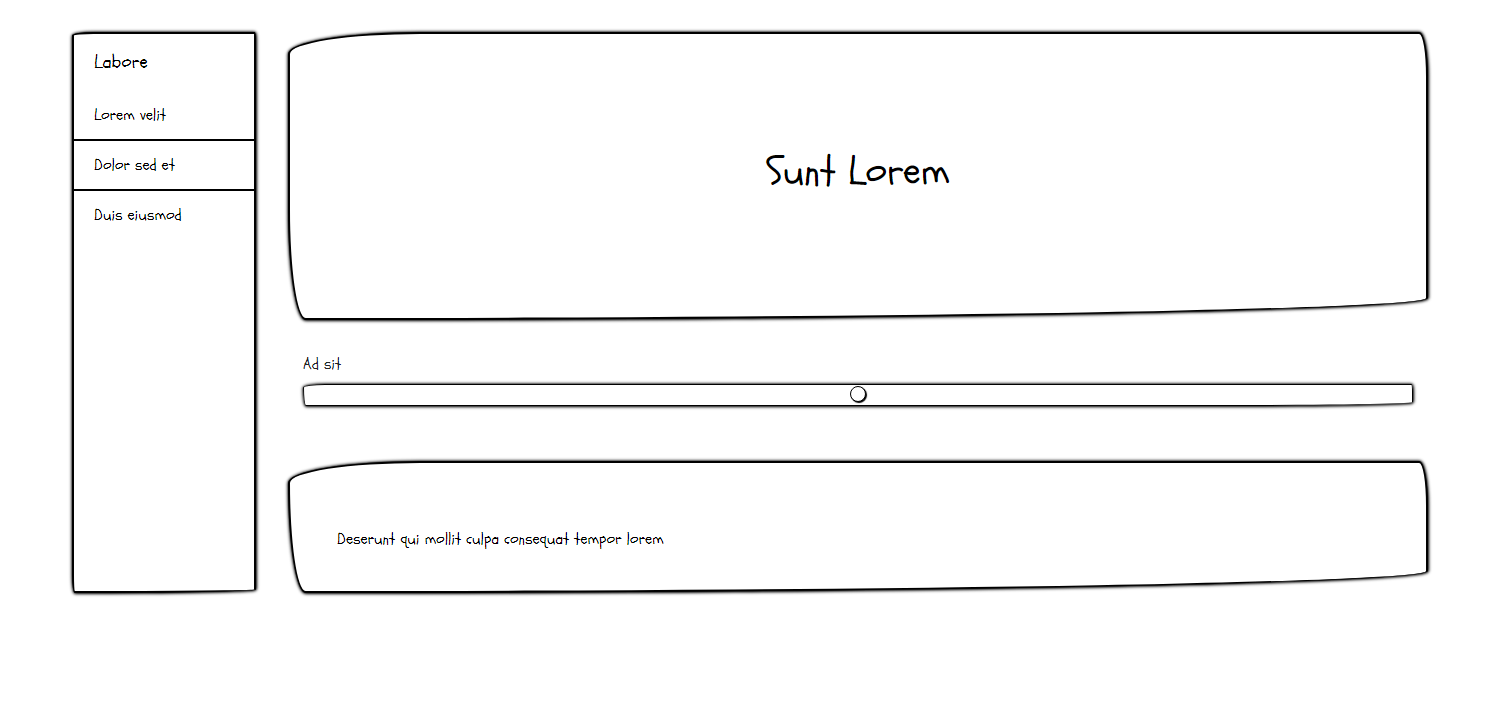 Labore
Lorem velit
Dolor sed et
Duis eiusmod
Sunt Lorem
Ad sit
Deserunt qui mollit culpa consequat tempor lorem